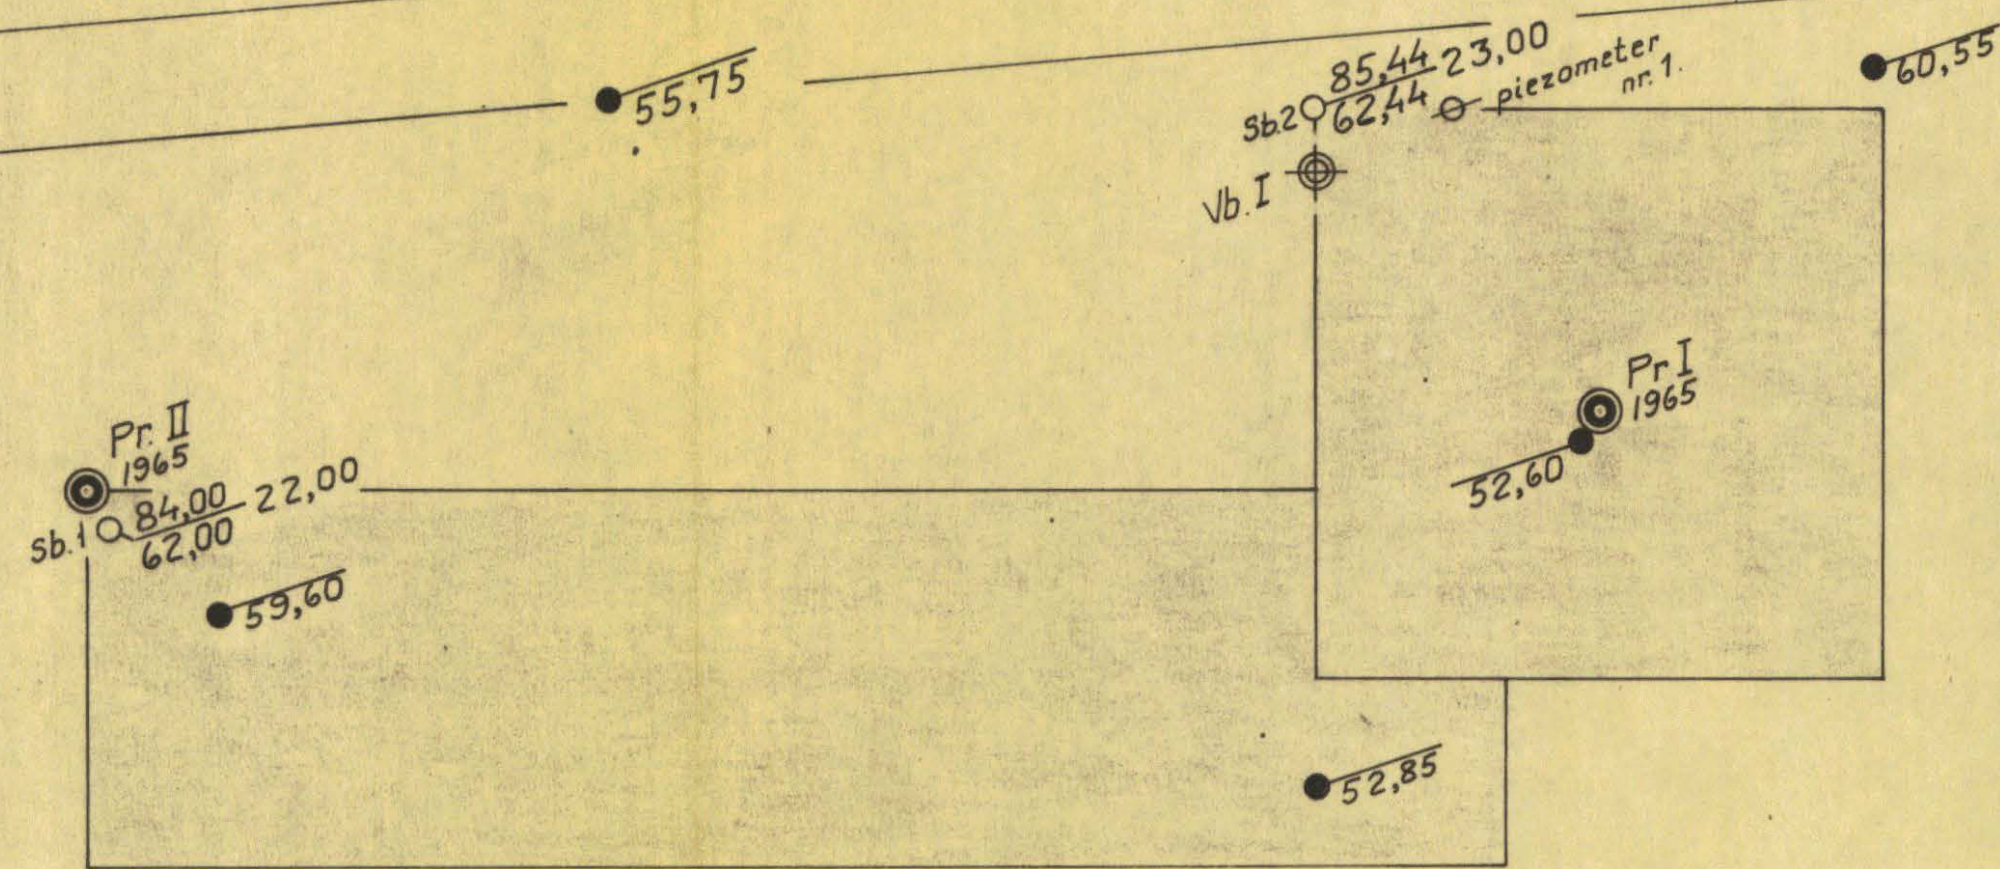 55,75
85,44 23,00
Sb.2 62,44
piezometer
nr. 1.
60,55
Vb. I
Pr I
1965
52,60
Pr. II
1965
84,00 22,00
Sb.1 62,00
59,60
52,85